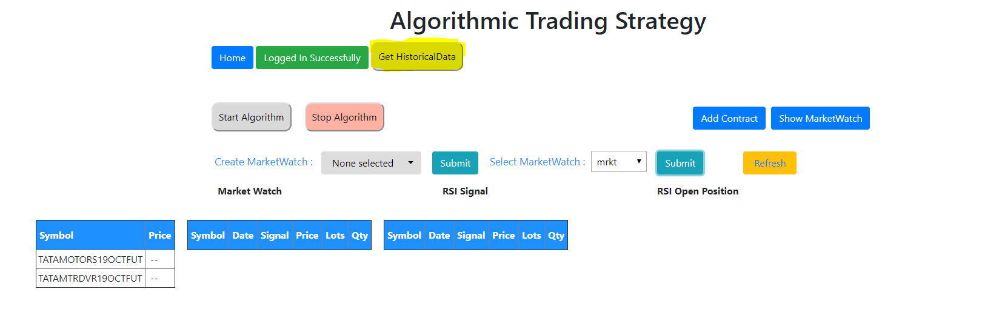 Algorithmic Trading Strategy
Home Logged In Successfully Get HistoricalData
Start Algorithm Stop Algorithm Add Contract Show MarketWatch
Create MarketWatch : None selected Submit Select MarketWatch : mrkt Submit Refresh
Market Watch RSI Signal RSI Open Position
Symbol Price Symbol Date Signal Price Lots Qty Symbol Date Signal Price Lots Qty
TATAMOTORS19OCTFUT --
TATAMTRDVR19OCTFUT --